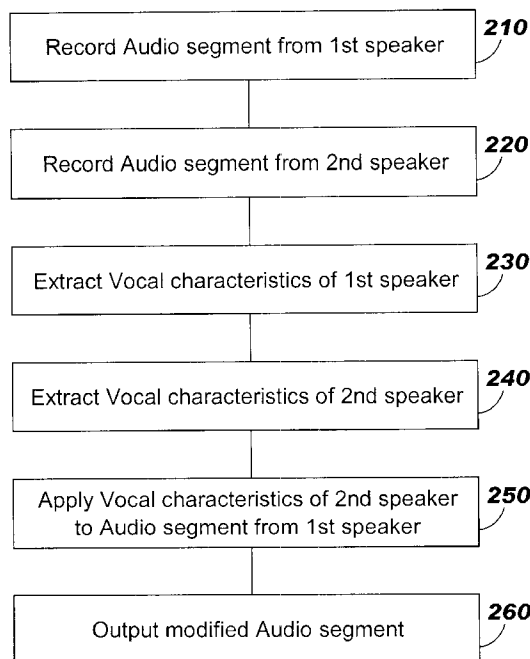 210
Record Audio segment from 1st speaker
220
Record Audio segment from 2nd speaker
230
Extract Vocal characteristics of 1st speaker
240
Extract Vocal characteristics of 2nd speaker
250
Apply Vocal characteristics of 2nd speaker
to Audio segment from 1st speaker
260
Output modified Audio segment